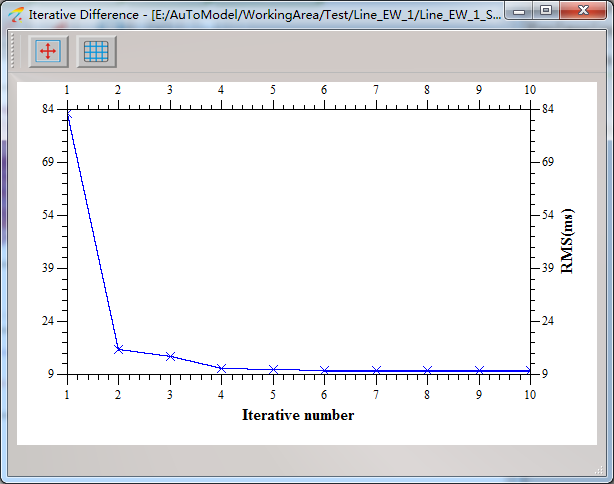 Iterative Difference - [E:/AuToModel/WorkingArea/Test/Line_EW_1/Line_EW_1_S...
1 2 3 4 5 6 7 8 9 10
84 84
69 69
54 54
39 39
24 24
9 9
RMS(ms)
1 2 3 4 5 6 7 8 9 10
Iterative number